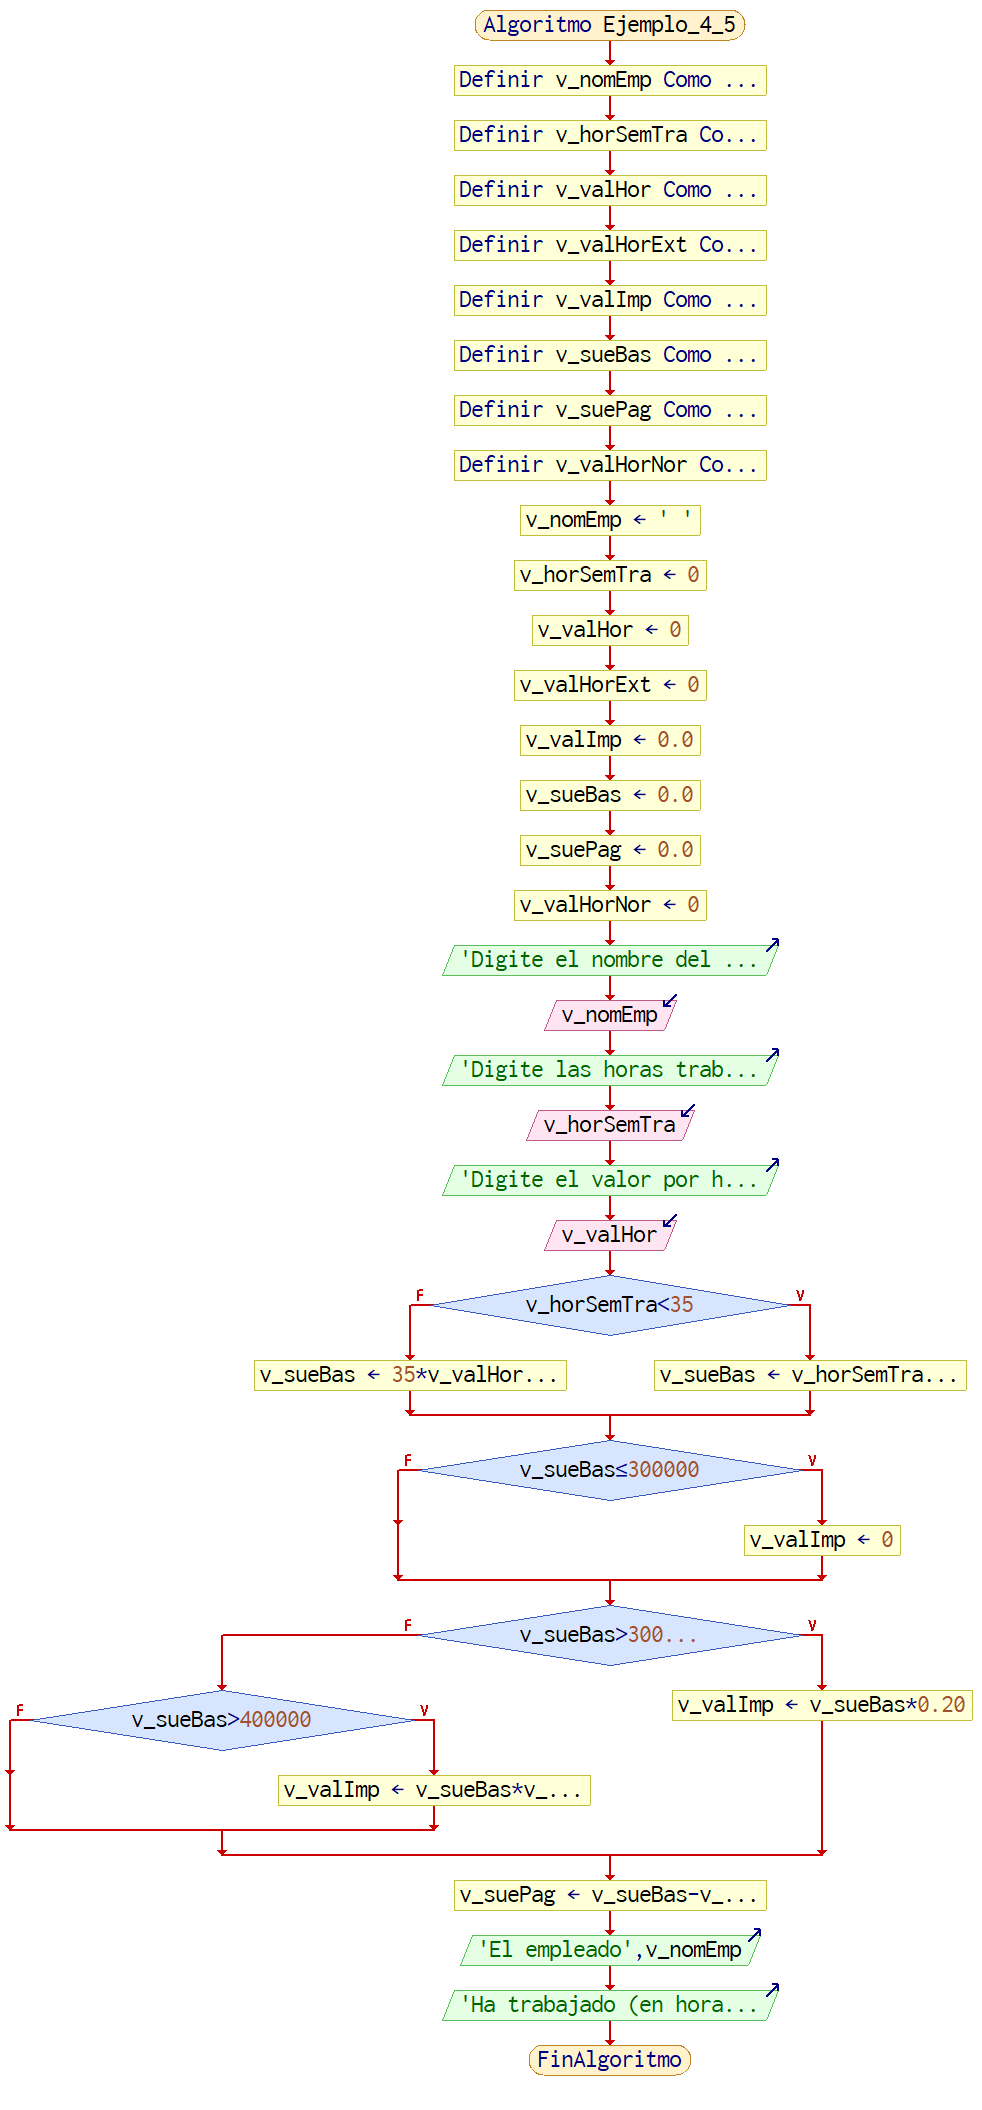 Algoritmo Ejemplo_4_5
Definir v_nomEmp Como ...
Definir v_horSemTra Co...
Definir v_valHor Como ...
Definir v_valHorExt Co...
Definir v_valImp Como ...
Definir v_sueBas Como ...
Definir v_suePag Como ...
Definir v_valHorNor Co...
v_nomEmp ← ' '
v_horSemTra ← 0
v_valHor ← 0
v_valHorExt ← 0
v_valImp ← 0.0
v_sueBas ← 0.0
v_suePag ← 0.0
v_valHorNor ← 0
'Digite el nombre del ...
v_nomEmp
'Digite las horas trab...
v_horSemTra
'Digite el valor por h...
v_valHor
F
v_horSemTra<35
V
v_sueBas ← 35*v_valHor...
v_sueBas ← v_horSemTra...
F
v_sueBas≤300000
V
v_valImp ← 0
F
v_sueBas>300...
V
v_valImp ← v_sueBas*0.20
F
v_sueBas>400000
V
v_valImp ← v_sueBas*v_...
v_suePag ← v_sueBas-v_...
'El empleado',v_nomEmp
'Ha trabajado (en hora...
FinAlgoritmo